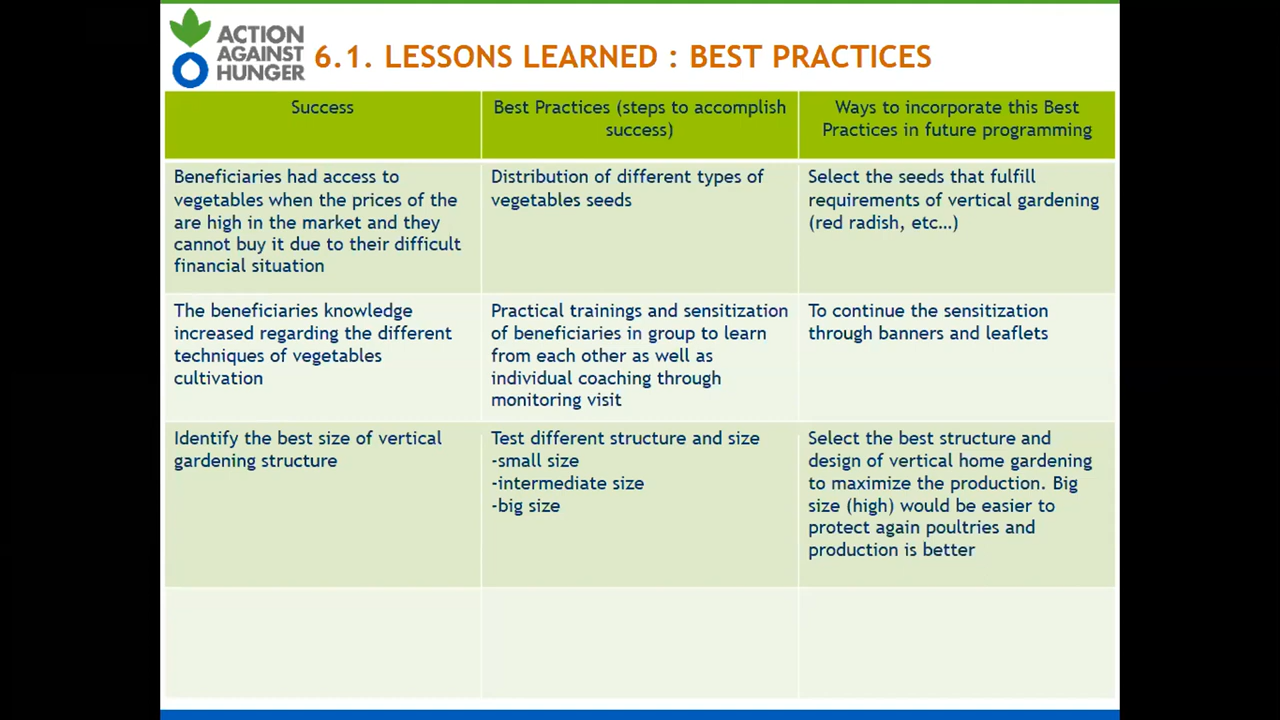 ACTION
AGAINST
HUNGER
6.1. LESSONS LEARNED : BEST PRACTICES
Success
Best Practices (steps to accomplish
success)
Ways to incorporate this Best
Practices in future programming
Beneficiaries had access to
vegetables when the prices of the
are high in the market and they
cannot buy it due to their difficult
financial situation
Distribution of different types of
vegetables seeds
Select the seeds that fulfill
requirements of vertical gardening
(red radish, etc…)
The beneficiaries knowledge
increased regarding the different
techniques of vegetables
cultivation
Practical trainings and sensitization
of beneficiaries in group to learn
from each other as well as
individual coaching through
monitoring visit
To continue the sensitization
through banners and leaflets
Identify the best size of vertical
gardening structure
Test different structure and size
-small size
-intermediate size
-big size
Select the best structure and
design of vertical home gardening
to maximize the production. Big
size (high) would be easier to
protect again poultries and
production is better